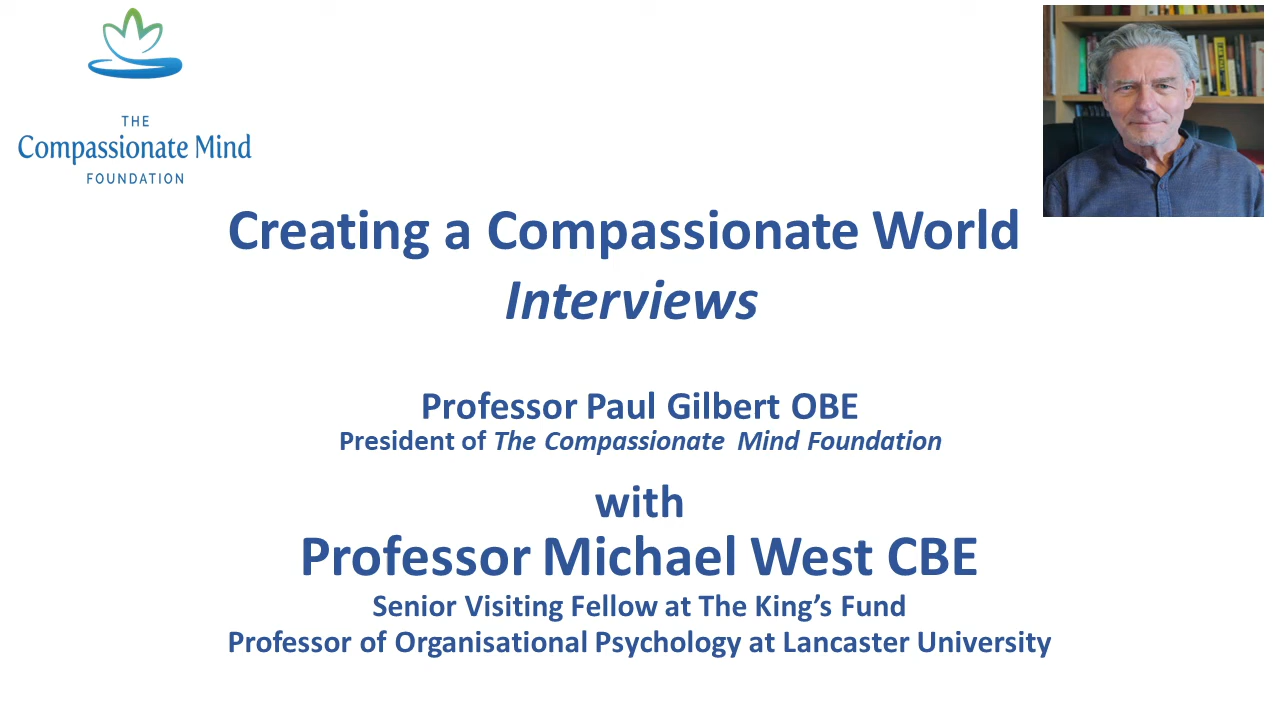 THE
Compassionate Mind
FOUNDATION
Creating a Compassionate World
Interviews
Professor Paul Gilbert OBE
President of The Compassionate Mind Foundation
with
Professor Michael West CBE
Senior Visiting Fellow at The King’s Fund
Professor of Organisational Psychology at Lancaster University